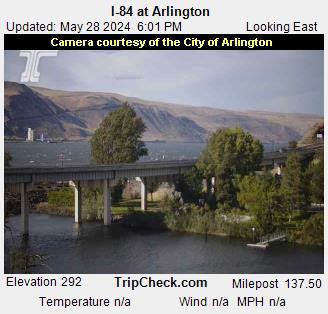 I-84 at Arlington
Updated: May 28 2024 6:01 PM Looking East
Camera courtesy of the City of Arlington
Elevation 292 TripCheck.com Milepost 137.50
Temperature n/a Wind n/a MPH n/a